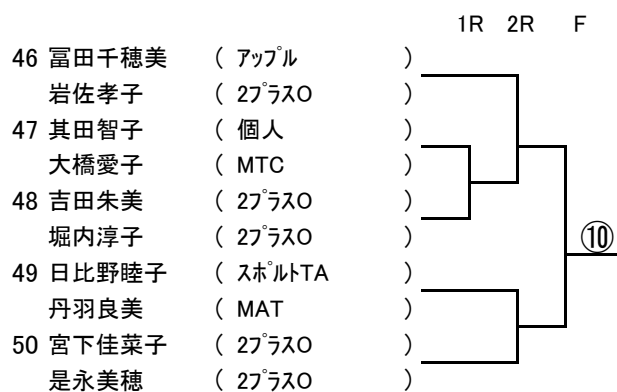 1R 2R F
46 冨田千穂美 ( アップル )
岩佐孝子 ( 2プラスO )
47 其田智子 ( 個人 )
大橋愛子 ( MTC )
48 吉田朱美 ( 2プラスO )
堀内淳子 ( 2プラスO )
⑩
49 日比野睦子 ( スポルトTA )
丹羽良美 ( MAT )
50 宮下佳菜子 ( 2プラスO )
是永美穂 ( 2プラスO )